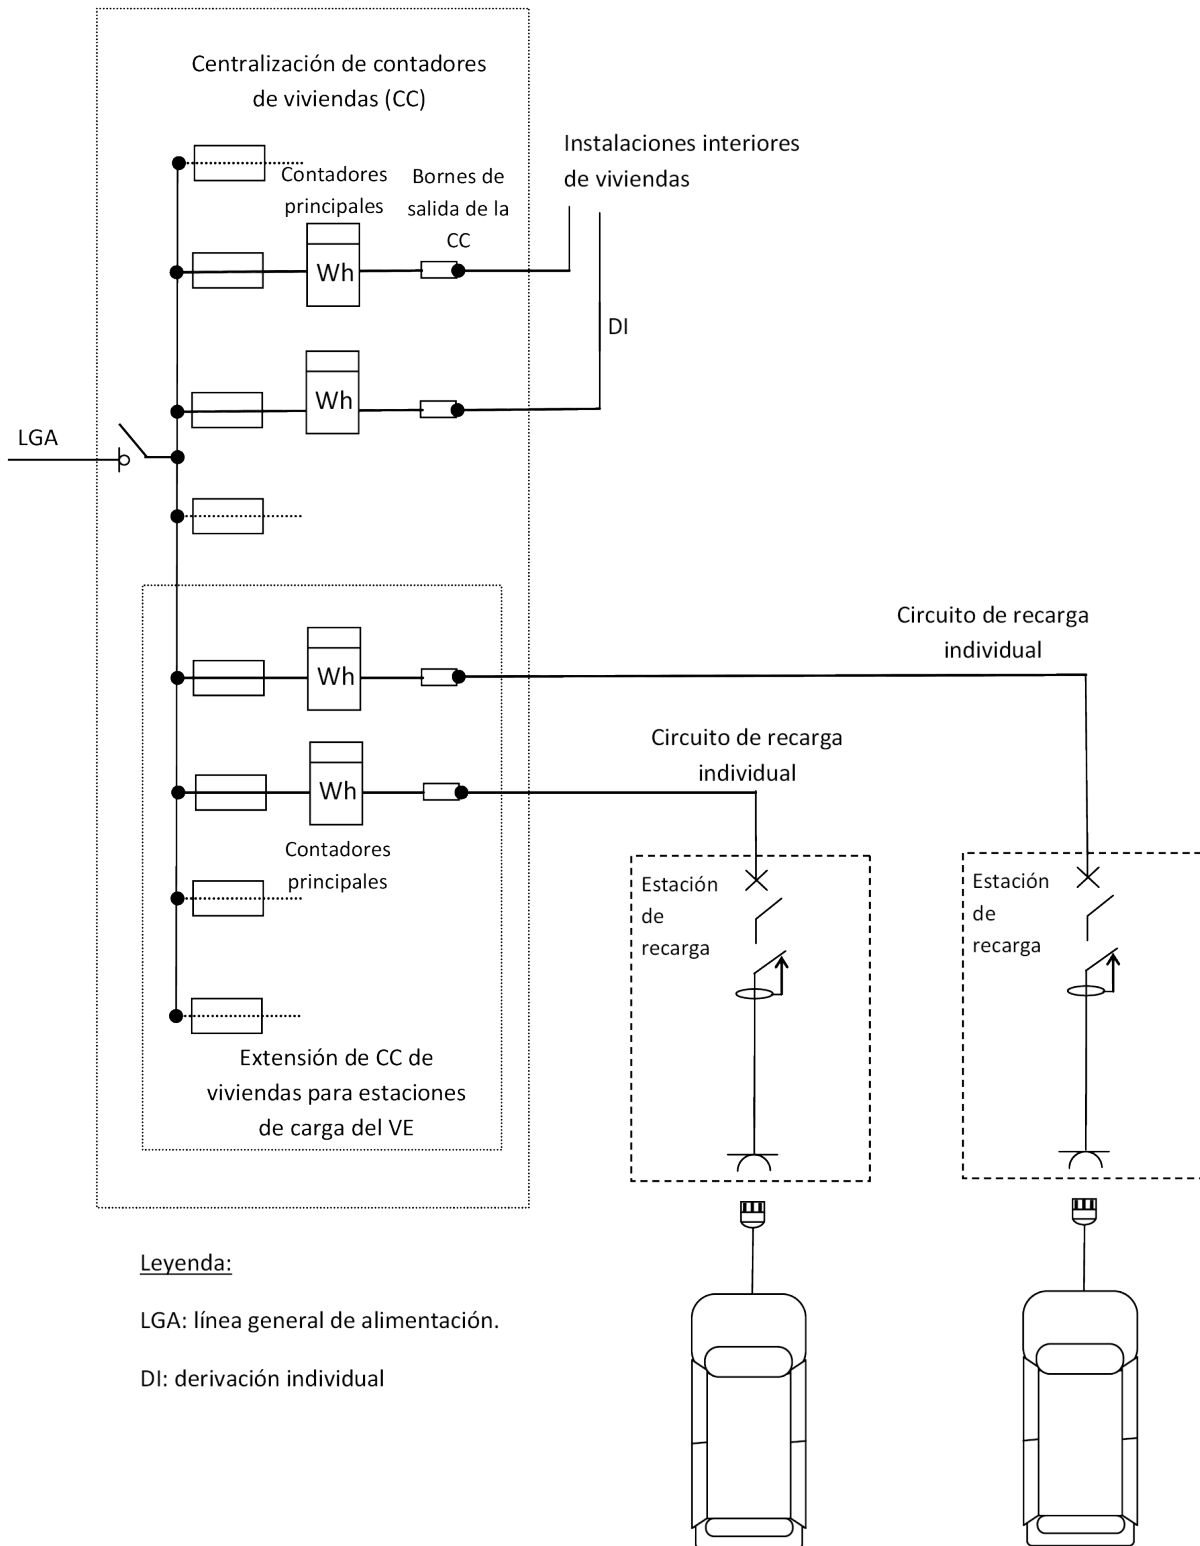 Centralización de contadores
de viviendas (CC)
Instalaciones interiores
de viviendas
Contadores
principales
Bornes de
salida de la
CC
Wh
DI
Wh
LGA
Circuito de recarga
individual
Wh
Circuito de recarga
individual
Wh
Contadores
principales
Estación
de
recarga
Estación
de
recarga
Extensión de CC de
viviendas para estaciones
de carga del VE
Leyenda:
LGA: línea general de alimentación.
DI: derivación individual